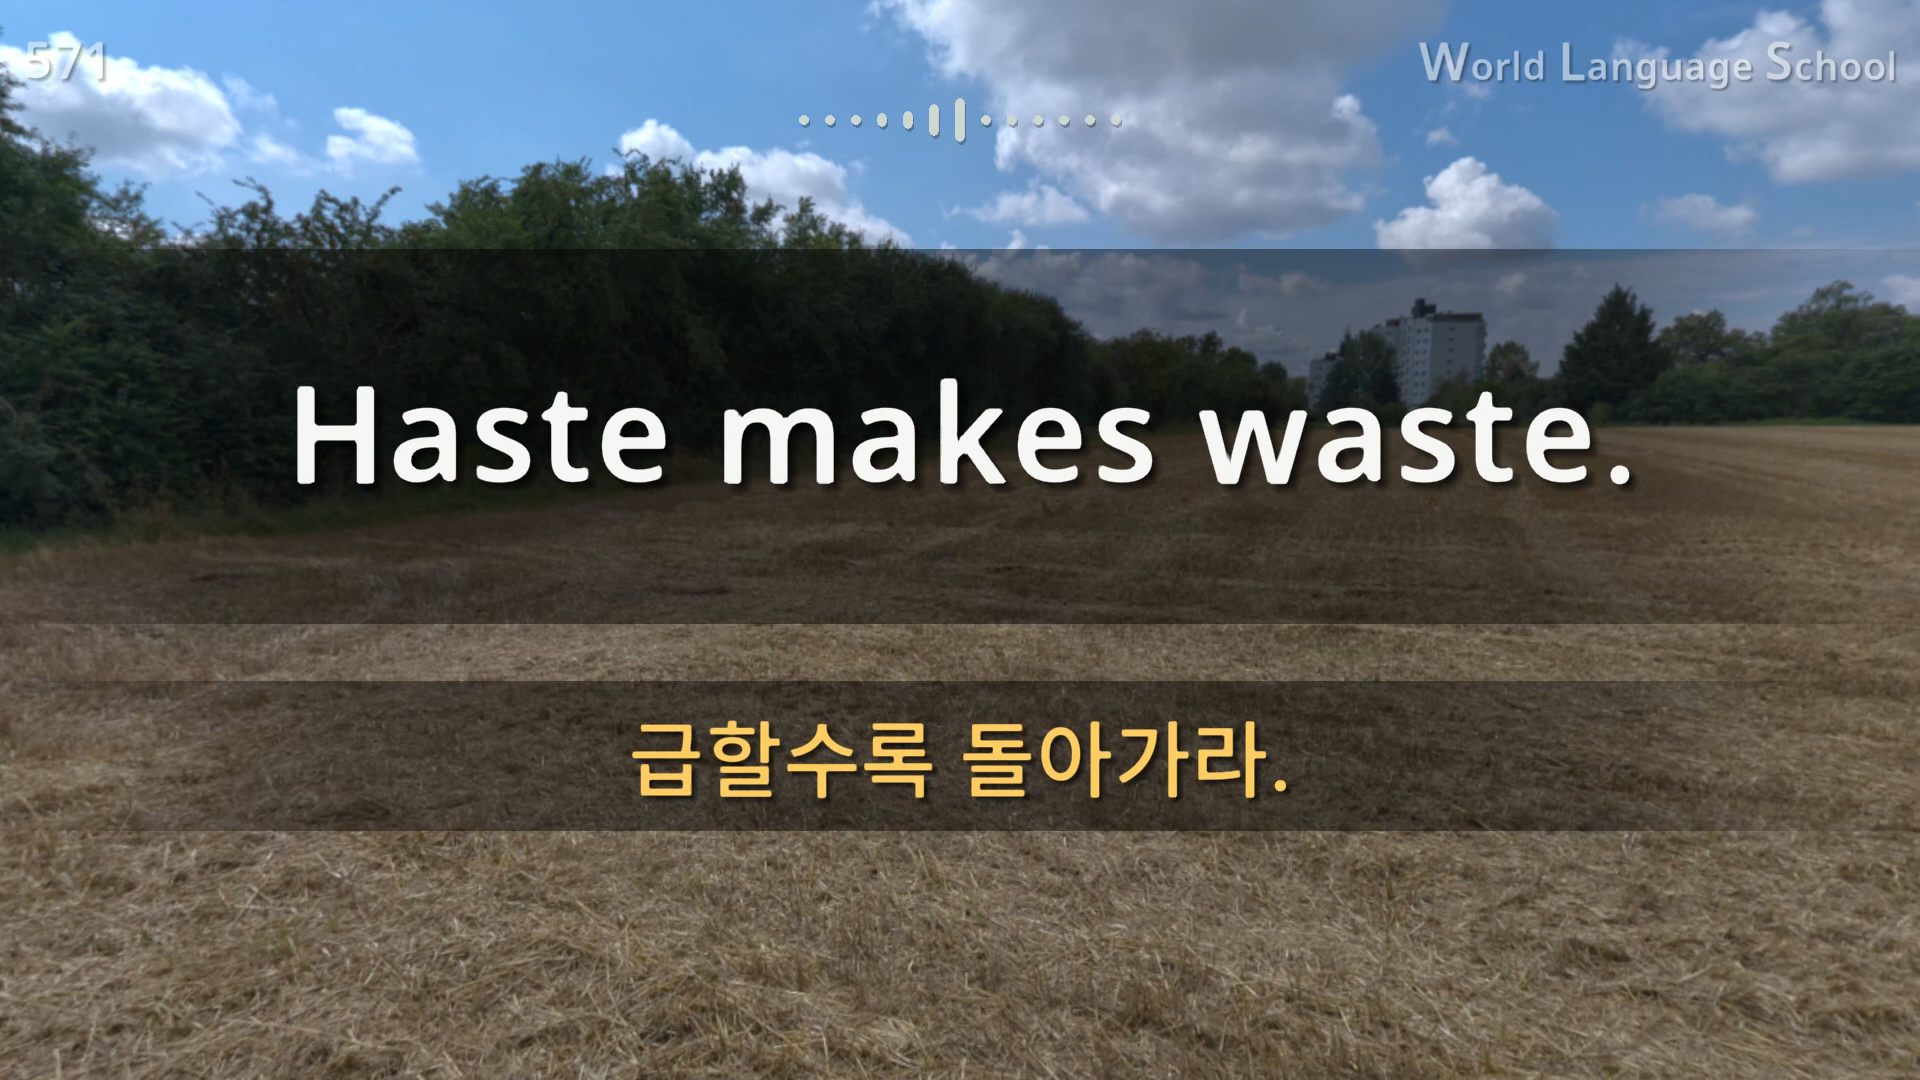 571
World Language School
Haste makes waste.
급할수록 돌아가라.